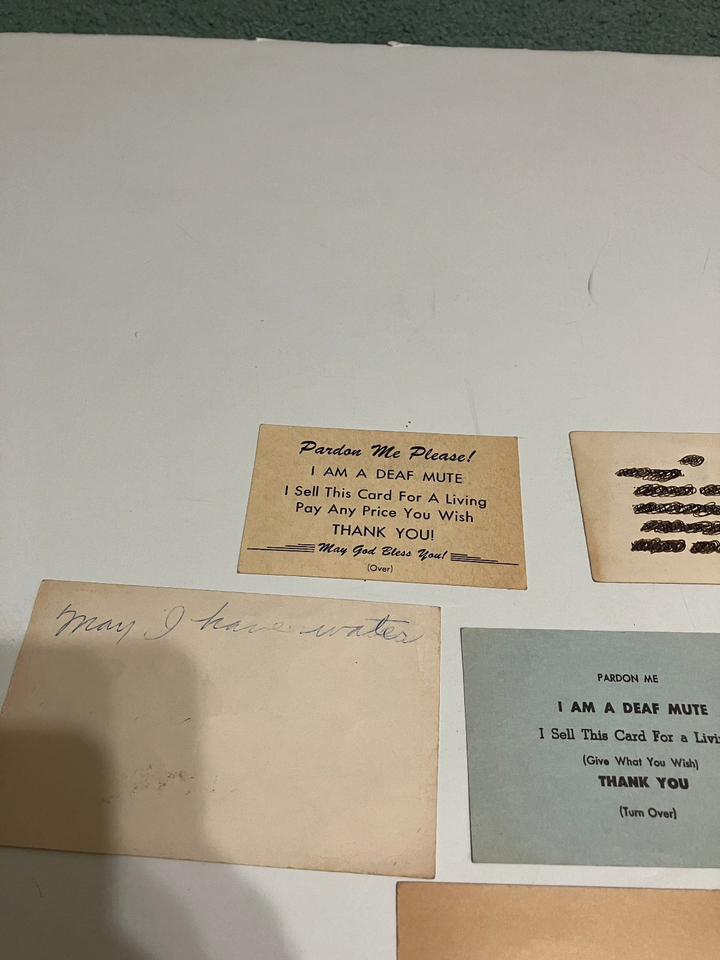 Pardon Me Please!
I AM A DEAF MUTE
I Sell This Card For A Living
Pay Any Price You Wish
THANK YOU!
May God Bless You!
(Over)
May I have water
PARDON ME
I AM A DEAF MUTE
I Sell This Card For a
(Give What You Wish)
THANK YOU
(Turn Over)